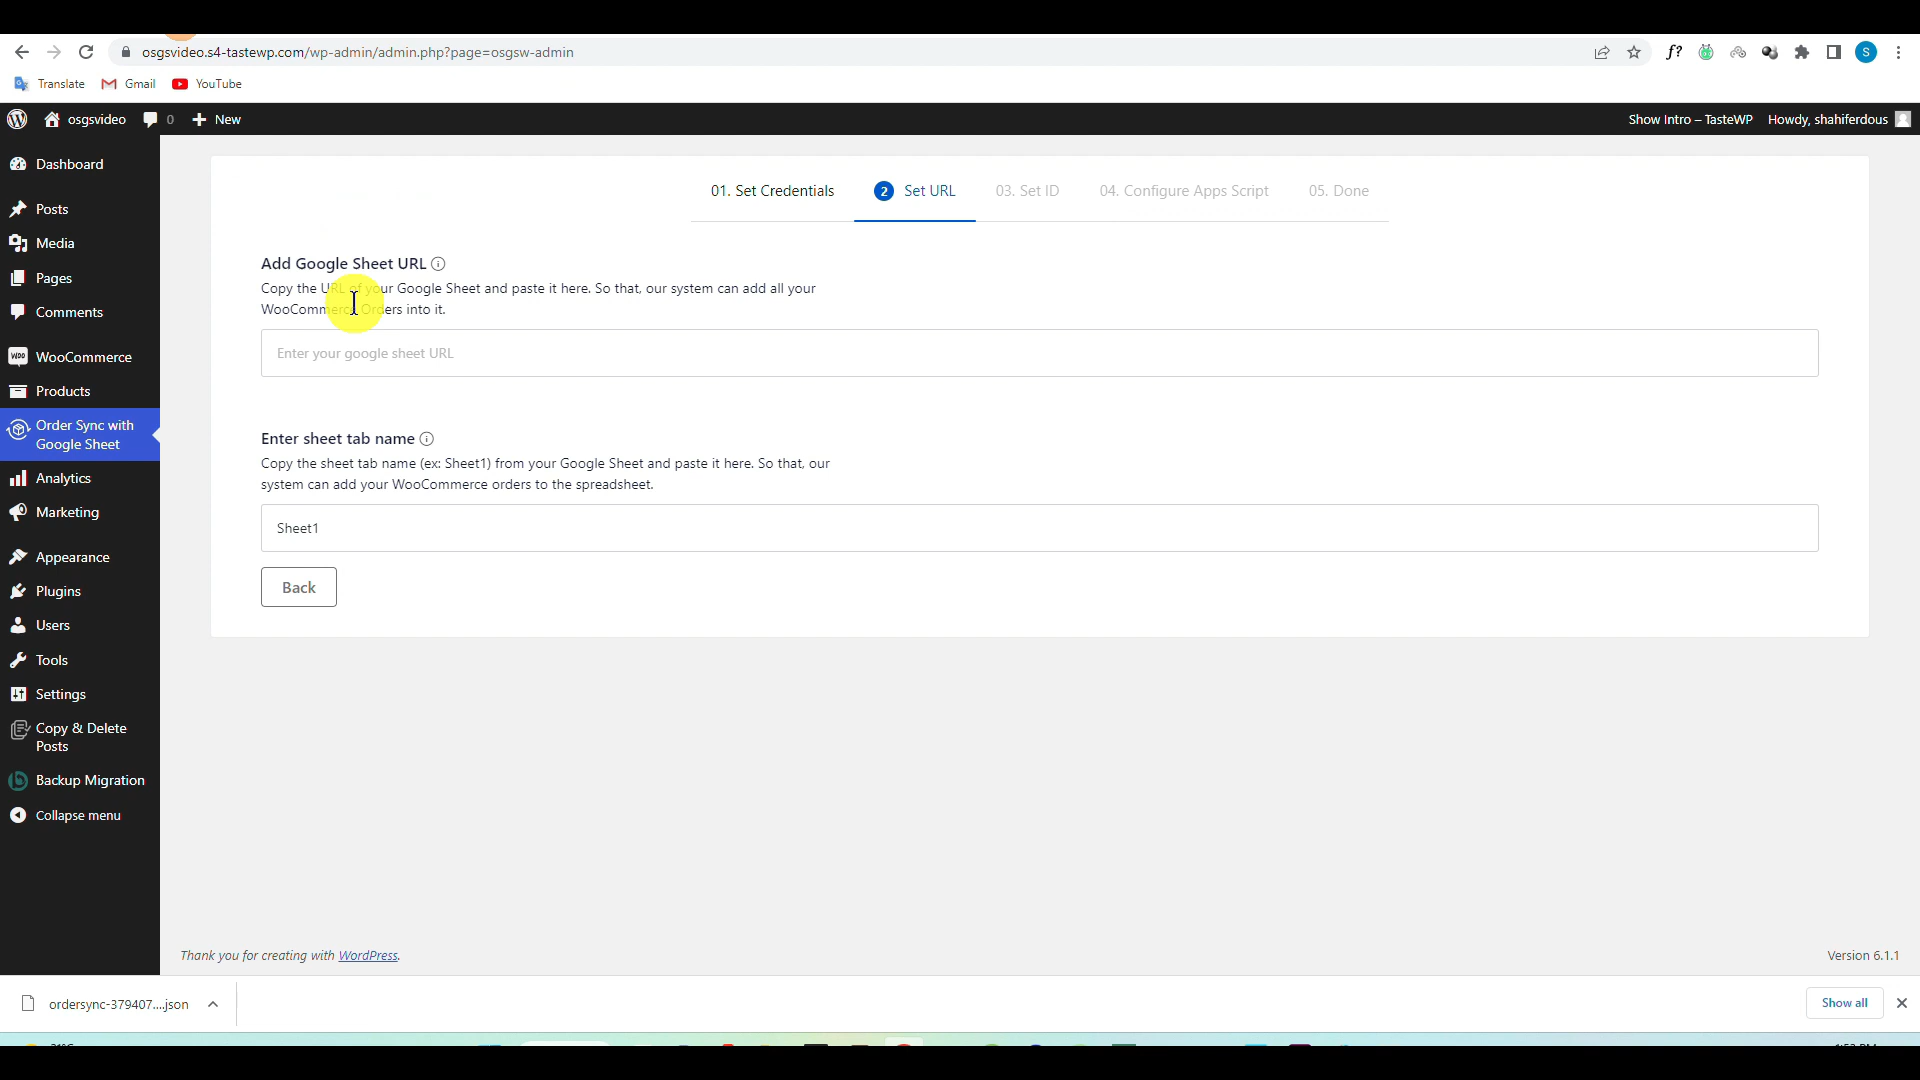 osgsvideo.s4-tastewp.com/wp-admin/admin.php?page=osgsw-admin
f?
S
Translate
Gmail
YouTube
osgsvideo
0
New
Show Intro – TasteWP
Howdy, shahiferdous
Dashboard
Posts
Media
Pages
Comments
WooCommerce
Products
Order Sync with
Google Sheet
Analytics
Marketing
Appearance
Plugins
Users
Tools
Settings
Copy & Delete
Posts
Backup Migration
Collapse menu
01. Set Credentials
2 Set URL
03. Set ID
04. Configure Apps Script
05. Done
Add Google Sheet URL
Copy the URL of your Google Sheet and paste it here. So that, our system can add all your
WooCommerce Orders into it.
Enter your google sheet URL
Enter sheet tab name
Copy the sheet tab name (ex: Sheet1) from your Google Sheet and paste it here. So that, our
system can add your WooCommerce orders to the spreadsheet.
Sheet1
Back
Thank you for creating with WordPress.
Version 6.1.1
ordersync-379407....json
Show all